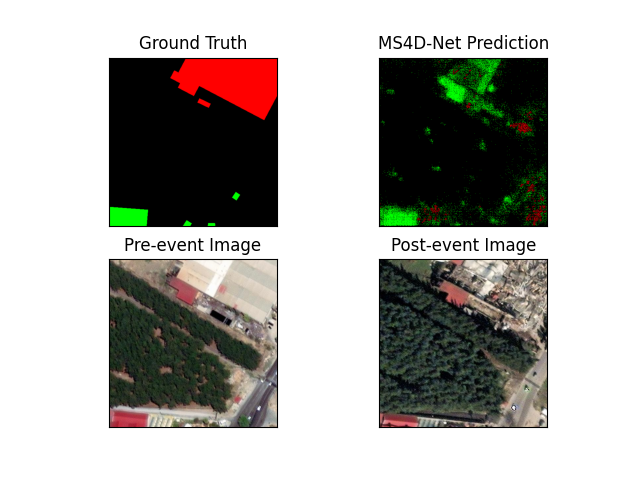 Ground Truth
MS4D-Net Prediction
Pre-event Image
Post-event Image